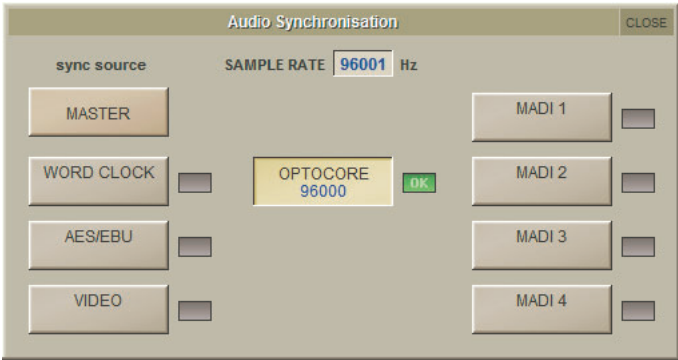 Audio Synchronisation CLOSE
sync source SAMPLE RATE 96001 Hz
MASTER MADI 1
WORD CLOCK OPTOCORE OK MADI 2
96000
AES/EBU MADI 3
VIDEO MADI 4